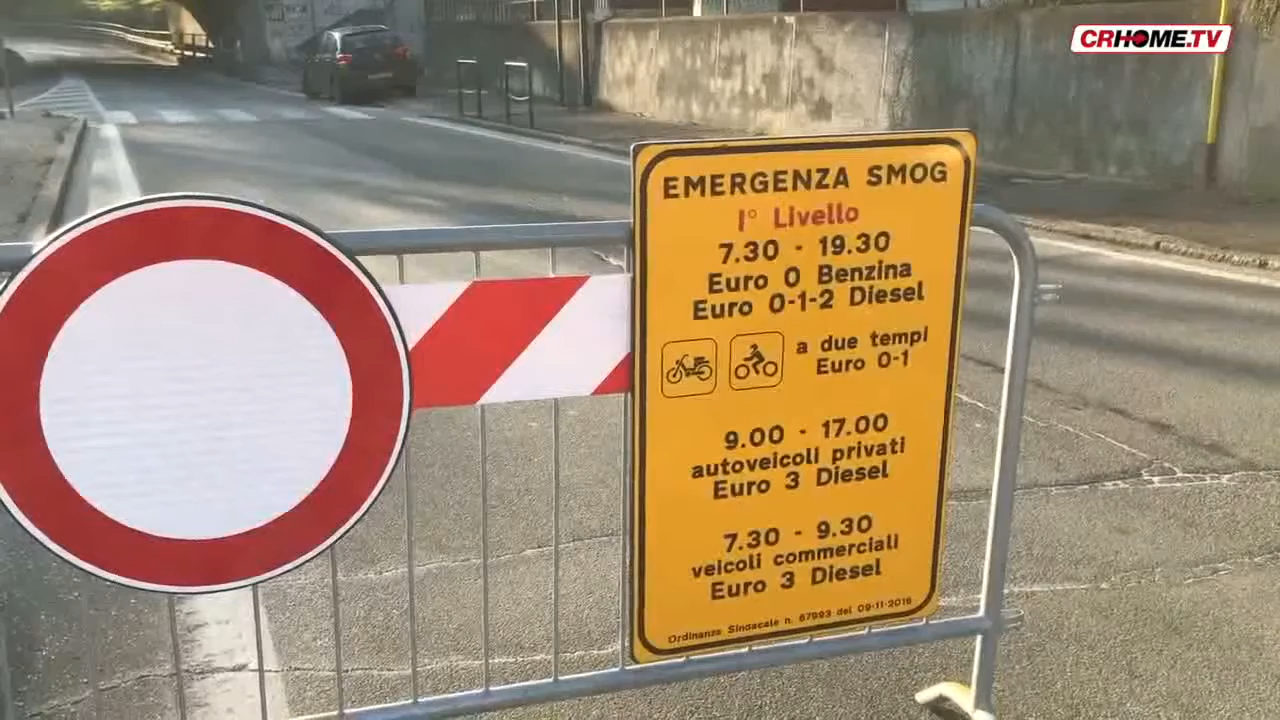 CRHOME.TV
EMERGENZA SMOG
I° Livello
7.30 - 19.30
Euro 0 Benzina
Euro 0-1-2 Diesel
a due tempi
Euro 0-1
9.00 - 17.00
autoveicoli privati
Euro 3 Diesel
7.30 - 9.30
veicoli commerciali
Euro 3 Diesel
Ordinanza Sindacale n. 67993 del 09-11-2016